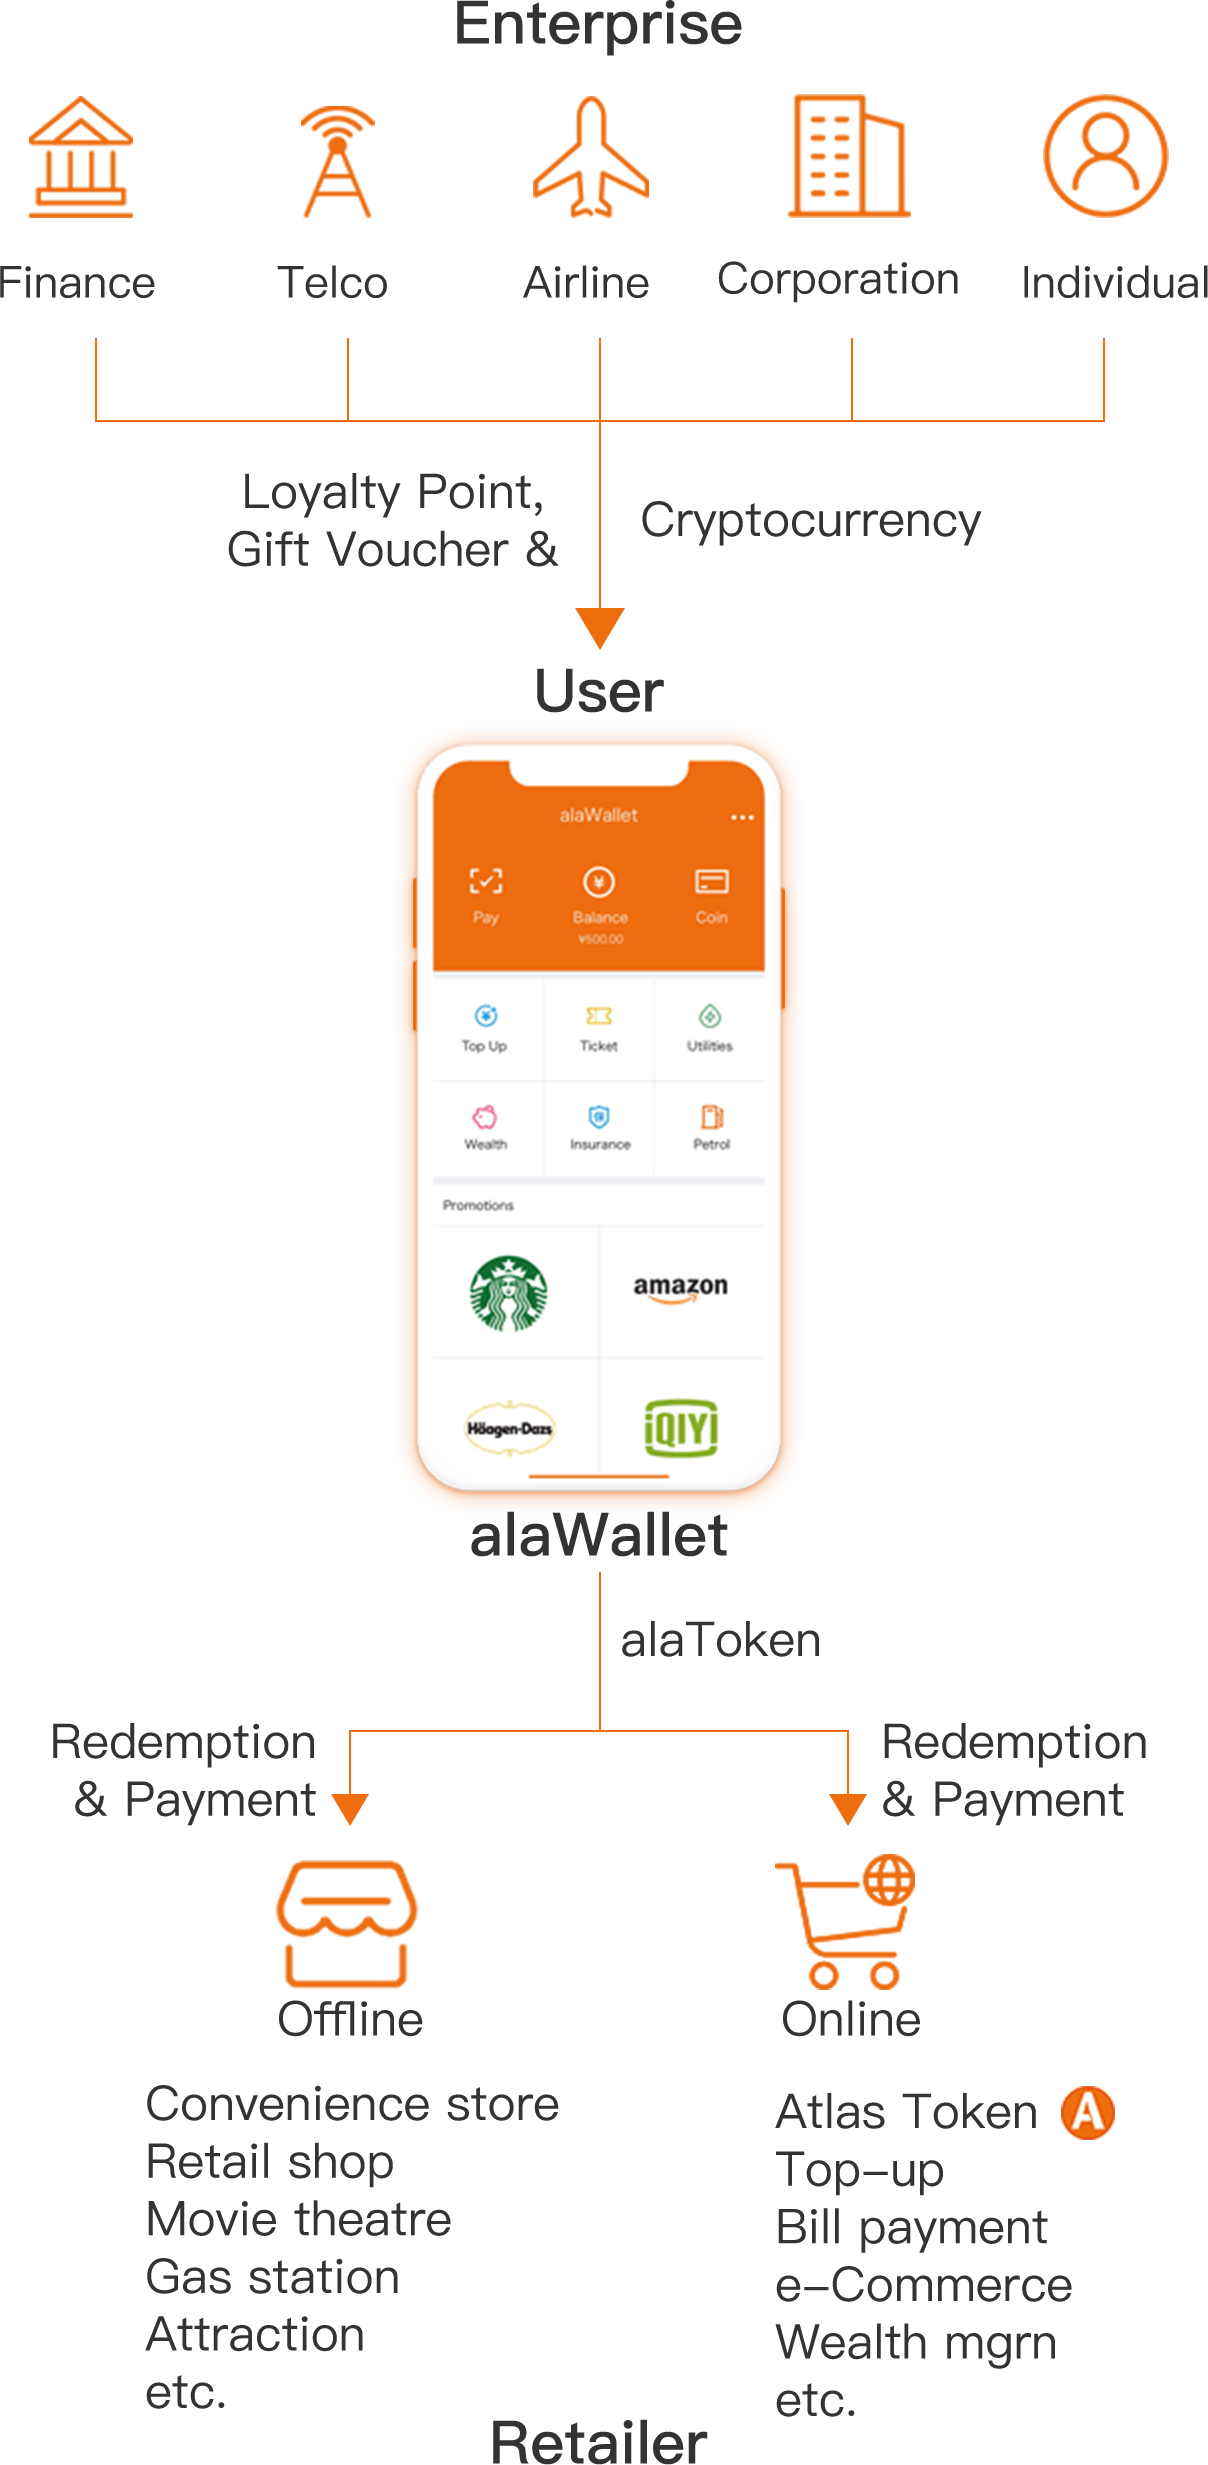 Enterprise
Finance
Telco
Airline
Corporation
Individual
Loyalty Point,
Gift Voucher &
Cryptocurrency
User
alaWallet
Pay
Balance
Coin
¥500.00
Top Up
Ticket
Utilities
保
Wealth
Insurance
Petrol
Promotions
amazon
Häagen-Dazs
iQIYI
alaWallet
alaToken
Redemption
& Payment
Redemption
& Payment
Offline
Online
Convenience store
Retail shop
Movie theatre
Gas station
Attraction
etc.
Atlas Token A
Top-up
Bill payment
e-Commerce
Wealth mgrn
etc.
Retailer